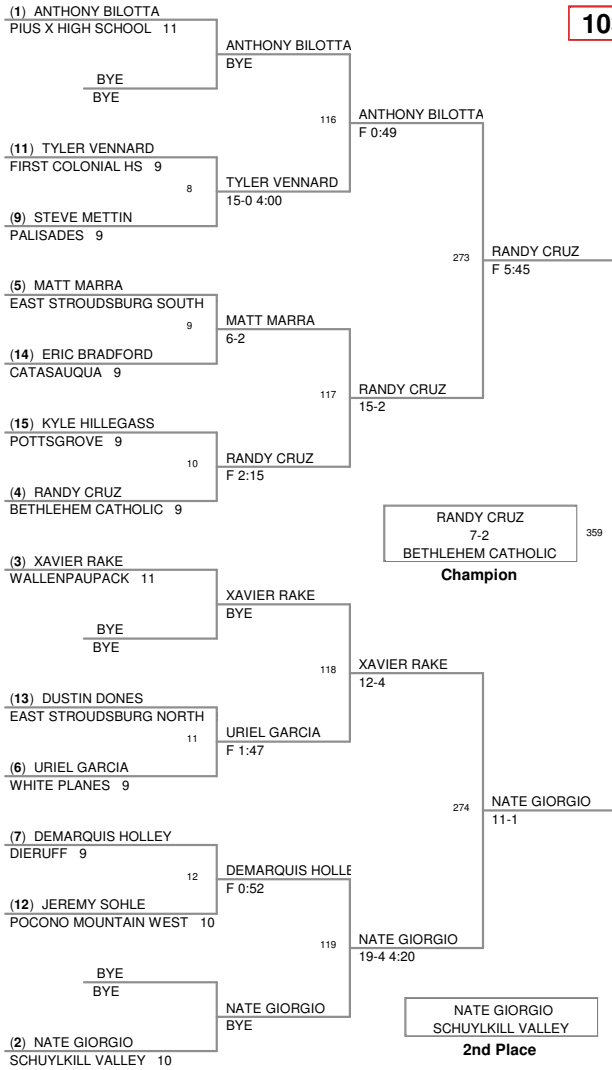 (1) ANTHONY BILOTTA
PIUS X HIGH SCHOOL 11
10
ANTHONY BILOTTA
BYE
BYE
BYE
116
ANTHONY BILOTTA
F 0:49
(11) TYLER VENNARD
FIRST COLONIAL HS 9
8
TYLER VENNARD
15-0 4:00
(9) STEVE METTIN
PALISADES 9
273
RANDY CRUZ
F 5:45
(5) MATT MARRA
EAST STROUDSBURG SOUTH
9
MATT MARRA
6-2
(14) ERIC BRADFORD
CATASAUQUA 9
117
RANDY CRUZ
15-2
(15) KYLE HILLEGASS
POTTSGROVE 9
10
RANDY CRUZ
F 2:15
(4) RANDY CRUZ
BETHLEHEM CATHOLIC 9
RANDY CRUZ
7-2
BETHLEHEM CATHOLIC
359
Champion
(3) XAVIER RAKE
WALLENPAUPACK 11
XAVIER RAKE
BYE
BYE
BYE
118
XAVIER RAKE
12-4
(13) DUSTIN DONES
EAST STROUDSBURG NORTH
11
URIEL GARCIA
F 1:47
(6) URIEL GARCIA
WHITE PLANES 9
274
NATE GIORGIO
11-1
(7) DEMARQUIS HOLLEY
DIERUFF 9
12
DEMARQUIS HOLLE
F 0:52
(12) JEREMY SOHLE
POCONO MOUNTAIN WEST 10
119
NATE GIORGIO
19-4 4:20
BYE
BYE
NATE GIORGIO
BYE
(2) NATE GIORGIO
SCHUYLKILL VALLEY 10
NATE GIORGIO
SCHUYLKILL VALLEY
2nd Place